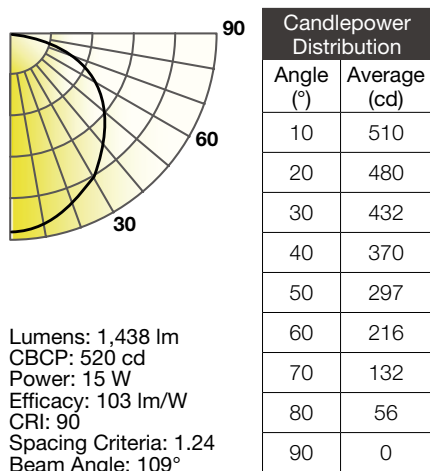 90
60
30
Lumens: 1,438 lm
CBCP: 520 cd
Power: 15 W
Efficacy: 103 lm/W
CRI: 90
Spacing Criteria: 1.24
Beam Angle: 109°
Candlepower
Distribution
Angle Average
(°) (cd)
10 510
20 480
30 432
40 370
50 297
60 216
70 132
80 56
90 0